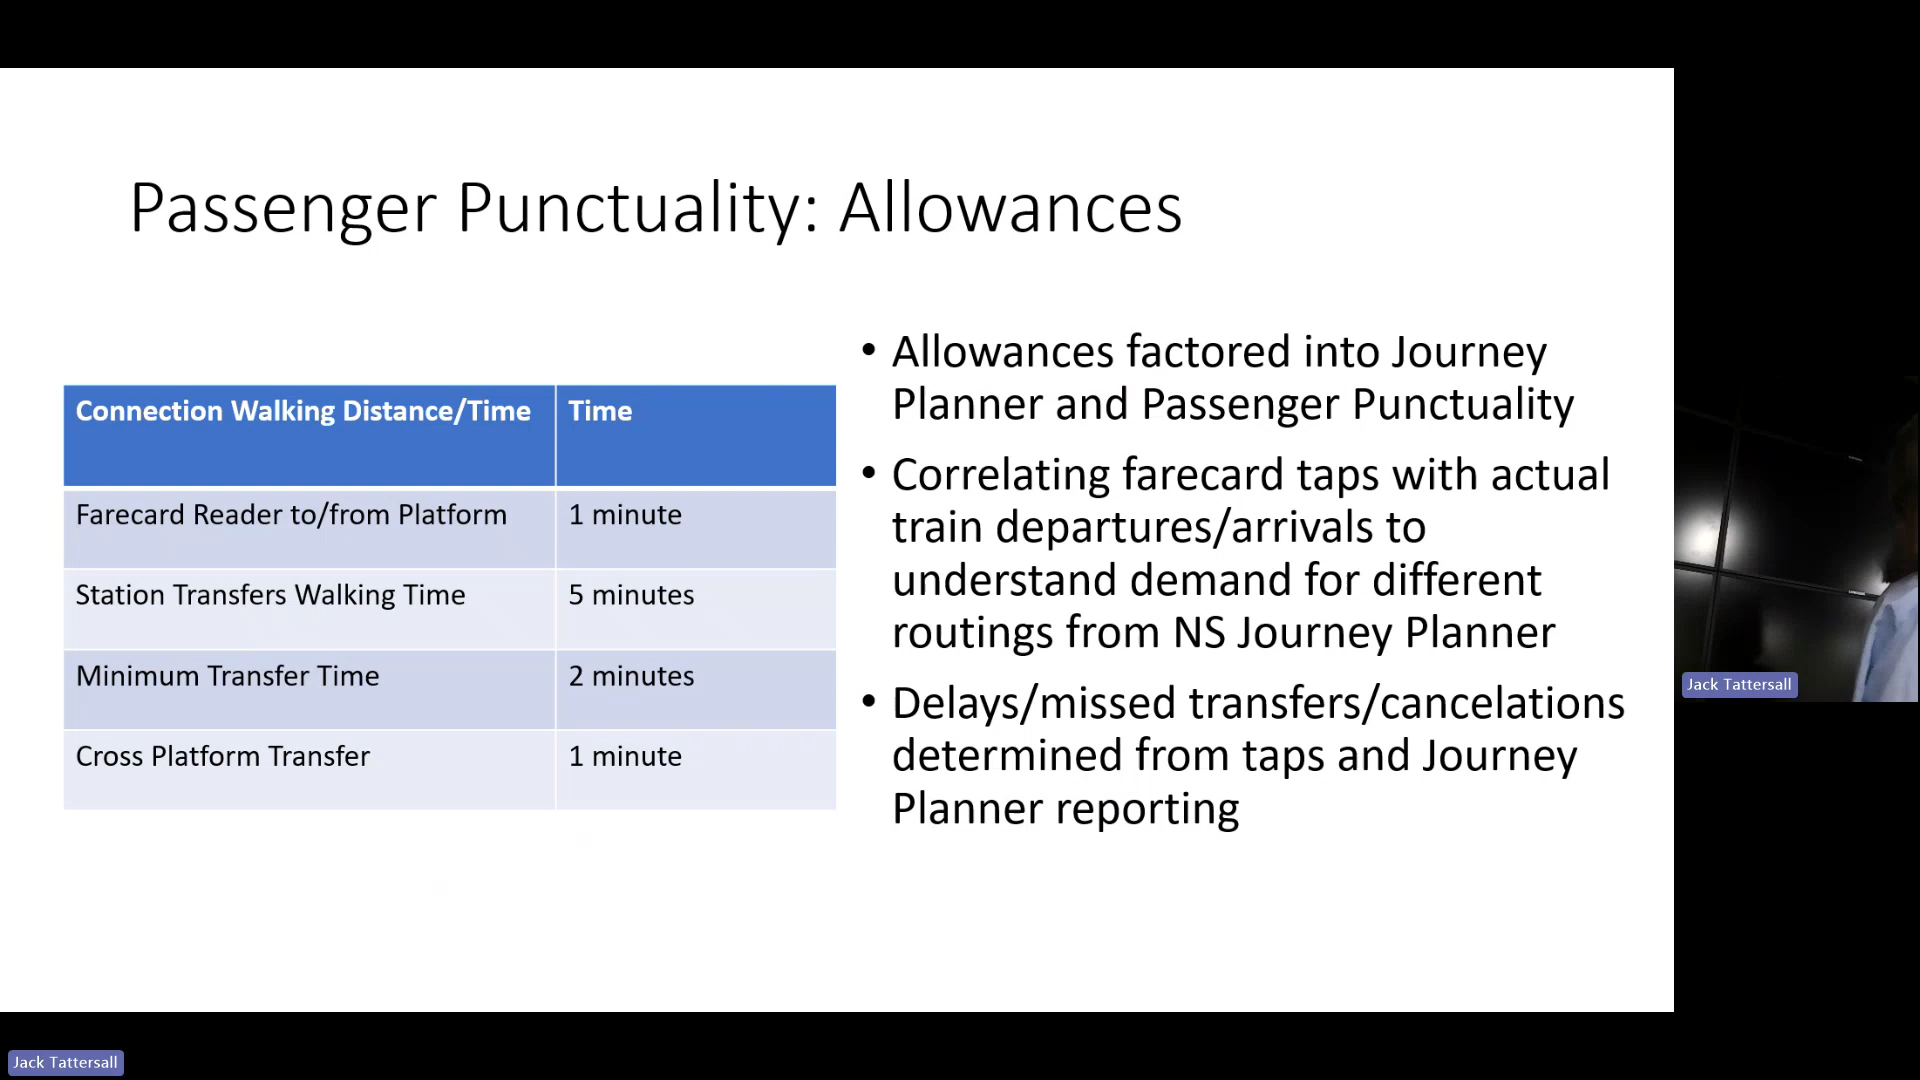 Passenger Punctuality: Allowances
Connection Walking Distance/Time Time
Farecard Reader to/from Platform 1 minute
Station Transfers Walking Time 5 minutes
Minimum Transfer Time 2 minutes
Cross Platform Transfer 1 minute
• Allowances factored into Journey
Planner and Passenger Punctuality
• Correlating farecard taps with actual
train departures/arrivals to
understand demand for different
routings from NS Journey Planner
• Delays/missed transfers/cancelations
determined from taps and Journey
Planner reporting
Jack Tattersall
Jack Tattersall